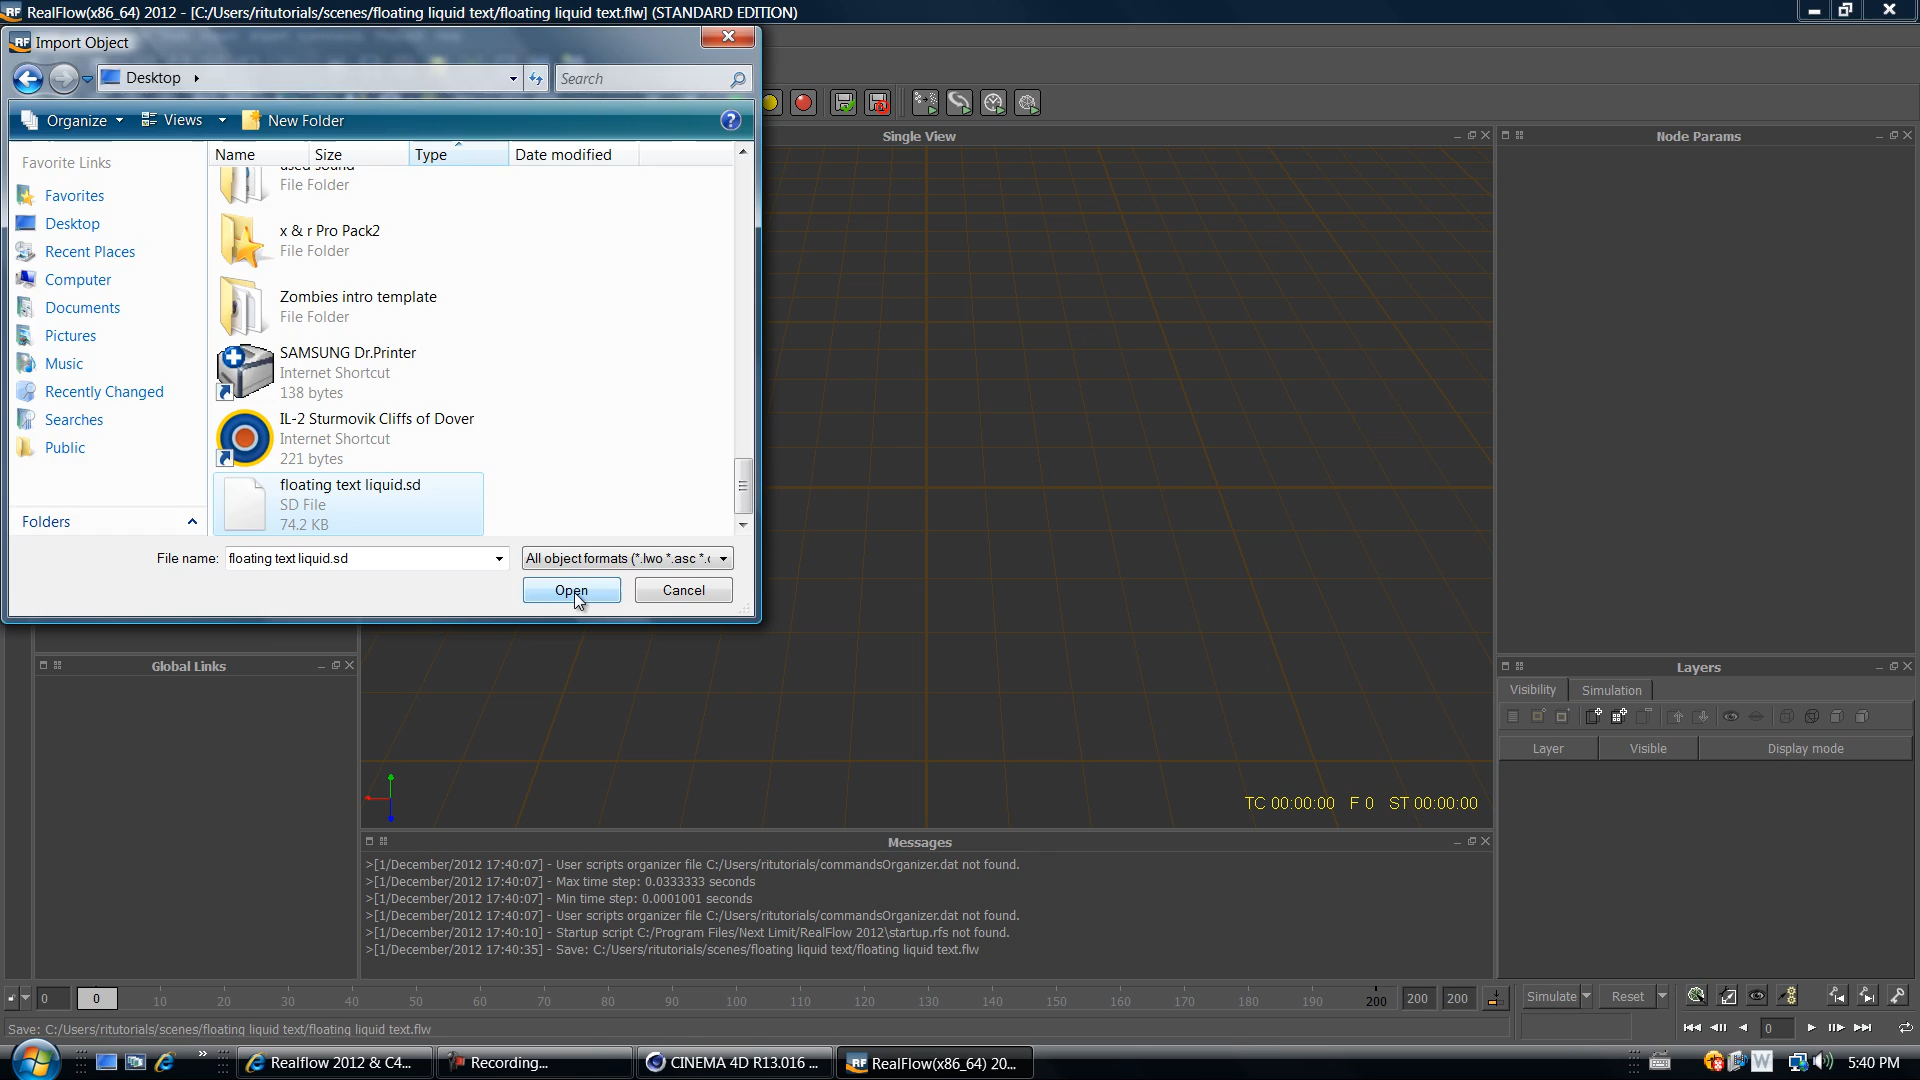 RealFlow(x86_64) 2012 - [C:/Users/ritutorials/scenes/floating liquid text/floating liquid text.flw] (STANDARD EDITION)
Import Object
Desktop
Search
Organize
Views
New Folder
Favorite Links
Favorites
Desktop
Recent Places
Computer
Documents
Pictures
Music
Recently Changed
Searches
Public
Folders
Name
Size
Type
Date modified
used sound
File Folder
x & r Pro Pack2
File Folder
Zombies intro template
File Folder
SAMSUNG Dr.Printer
Internet Shortcut
138 bytes
IL-2 Sturmovik Cliffs of Dover
Internet Shortcut
221 bytes
floating text liquid.sd
SD File
74.2 KB
File name: floating text liquid.sd
All object formats (*.lwo *.asc *.
Open
Cancel
Single View
TC 00:00:00 F 0 ST 00:00:00
Node Params
Global Links
Layers
Visibility
Simulation
Layer
Visible
Display mode
Messages
>[1/December/2012 17:40:07] - User scripts organizer file C:/Users/ritutorials/commandsOrganizer.dat not found.
>[1/December/2012 17:40:07] - Max time step: 0.0333333 seconds
>[1/December/2012 17:40:07] - Min time step: 0.0001001 seconds
>[1/December/2012 17:40:07] - User scripts organizer file C:/Users/ritutorials/commandsOrganizer.dat not found.
>[1/December/2012 17:40:10] - Startup script C:/Program Files/Next Limit/RealFlow 2012\startup.rfs not found.
>[1/December/2012 17:40:35] - Save: C:/Users/ritutorials/scenes/floating liquid text/floating liquid text.flw
0 0 10 20 30 40 50 60 70 80 90 100 110 120 130 140 150 160 170 180 190 200 200 200
Simulate
Reset
0
Save: C:/Users/ritutorials/scenes/floating liquid text/floating liquid text.flw
Realflow 2012 & C4...
Recording...
CINEMA 4D R13.016 ...
RealFlow(x86_64) 20...
5:40 PM